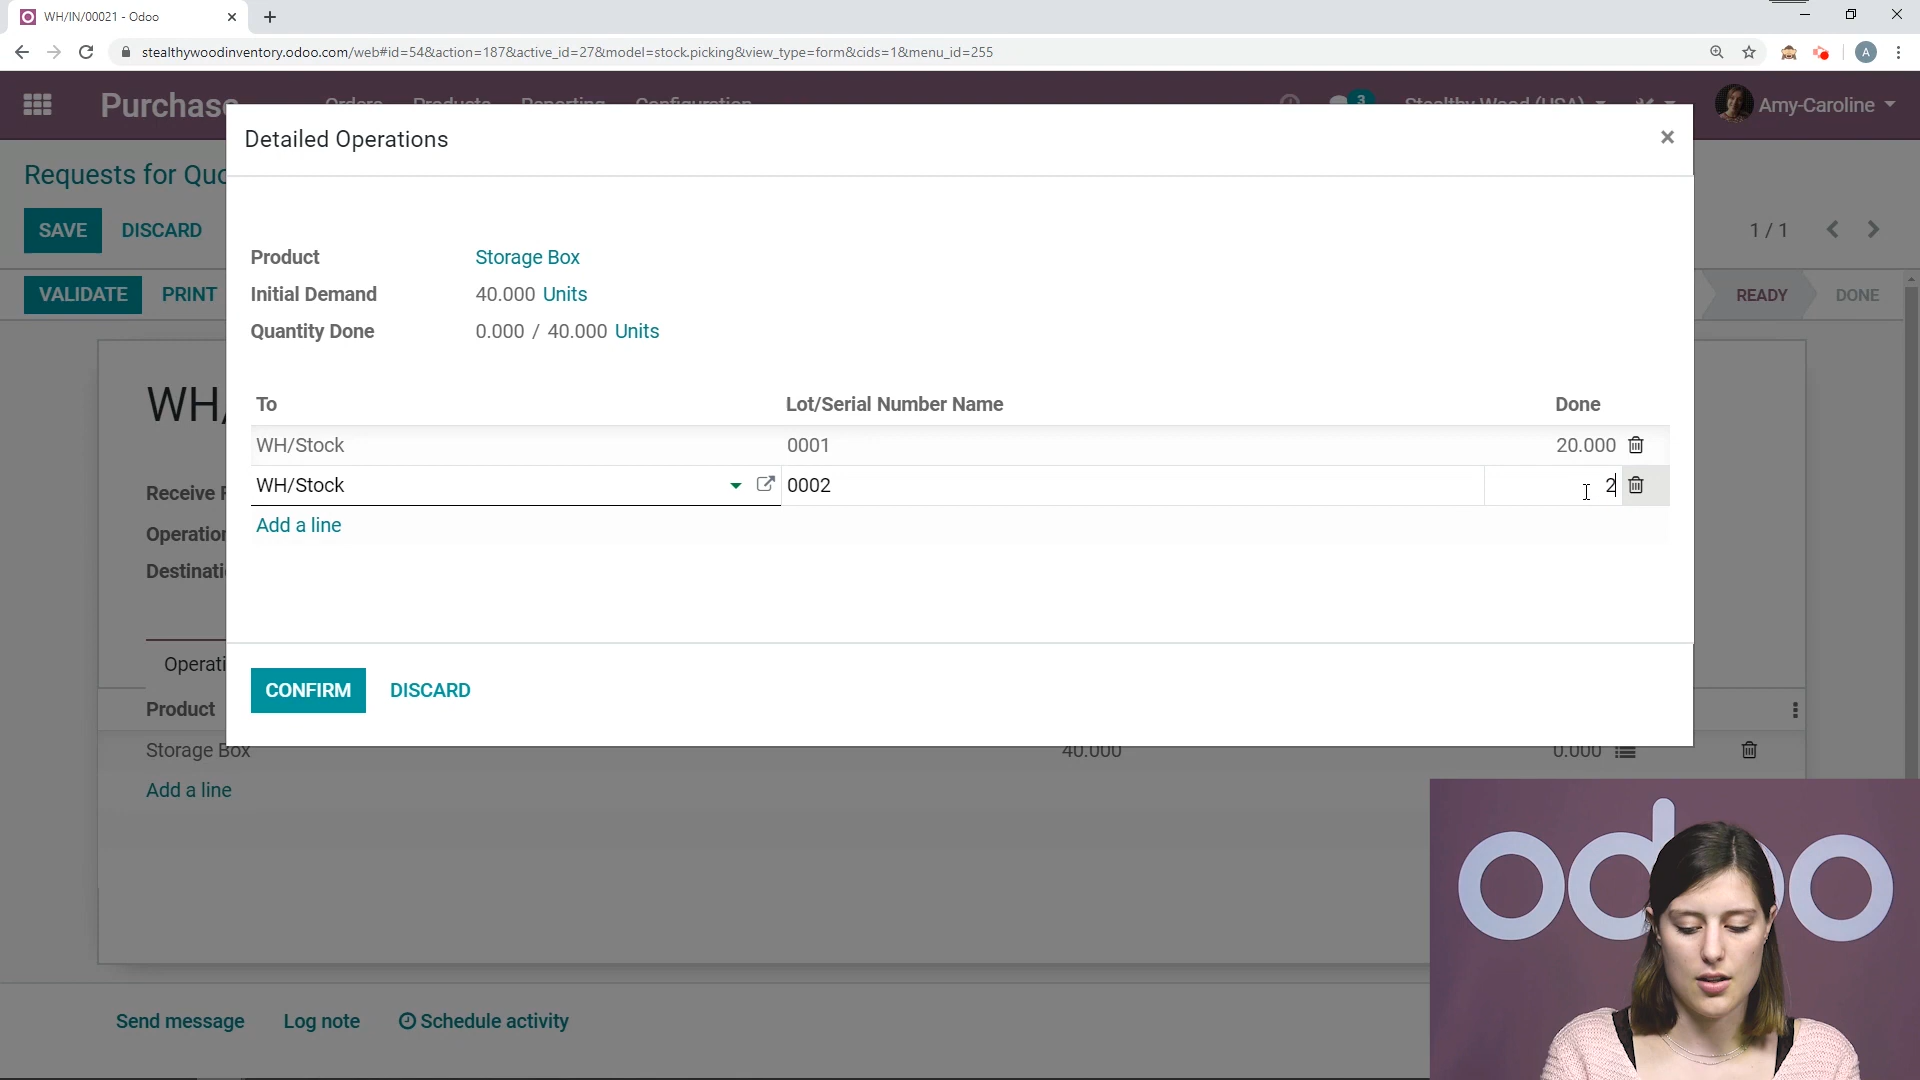 WH/IN/00021 - Odoo
stealthywoodinventory.odoo.com/web#id=54&action=187&active_id=27&model=stock.picking&view_type=form&cids=1&menu_id=255
A
Purchase Orders Products Reporting Configuration 3 Stealthy Wood (USA) Amy-Caroline
Detailed Operations
Requests for Quo
SAVE DISCARD 1 / 1
VALIDATE PRINT READY DONE
Product Storage Box
Initial Demand 40.000 Units
Quantity Done 0.000 / 40.000 Units
To Lot/Serial Number Name Done
WH/Stock 0001 20.000
WH/Stock 0002 2
Add a line
CONFIRM DISCARD
WH/
Receive F
Operation
Destinati
Operati
Product
Storage Box 40.000 0.000
Add a line
Send message Log note Schedule activity
odoo